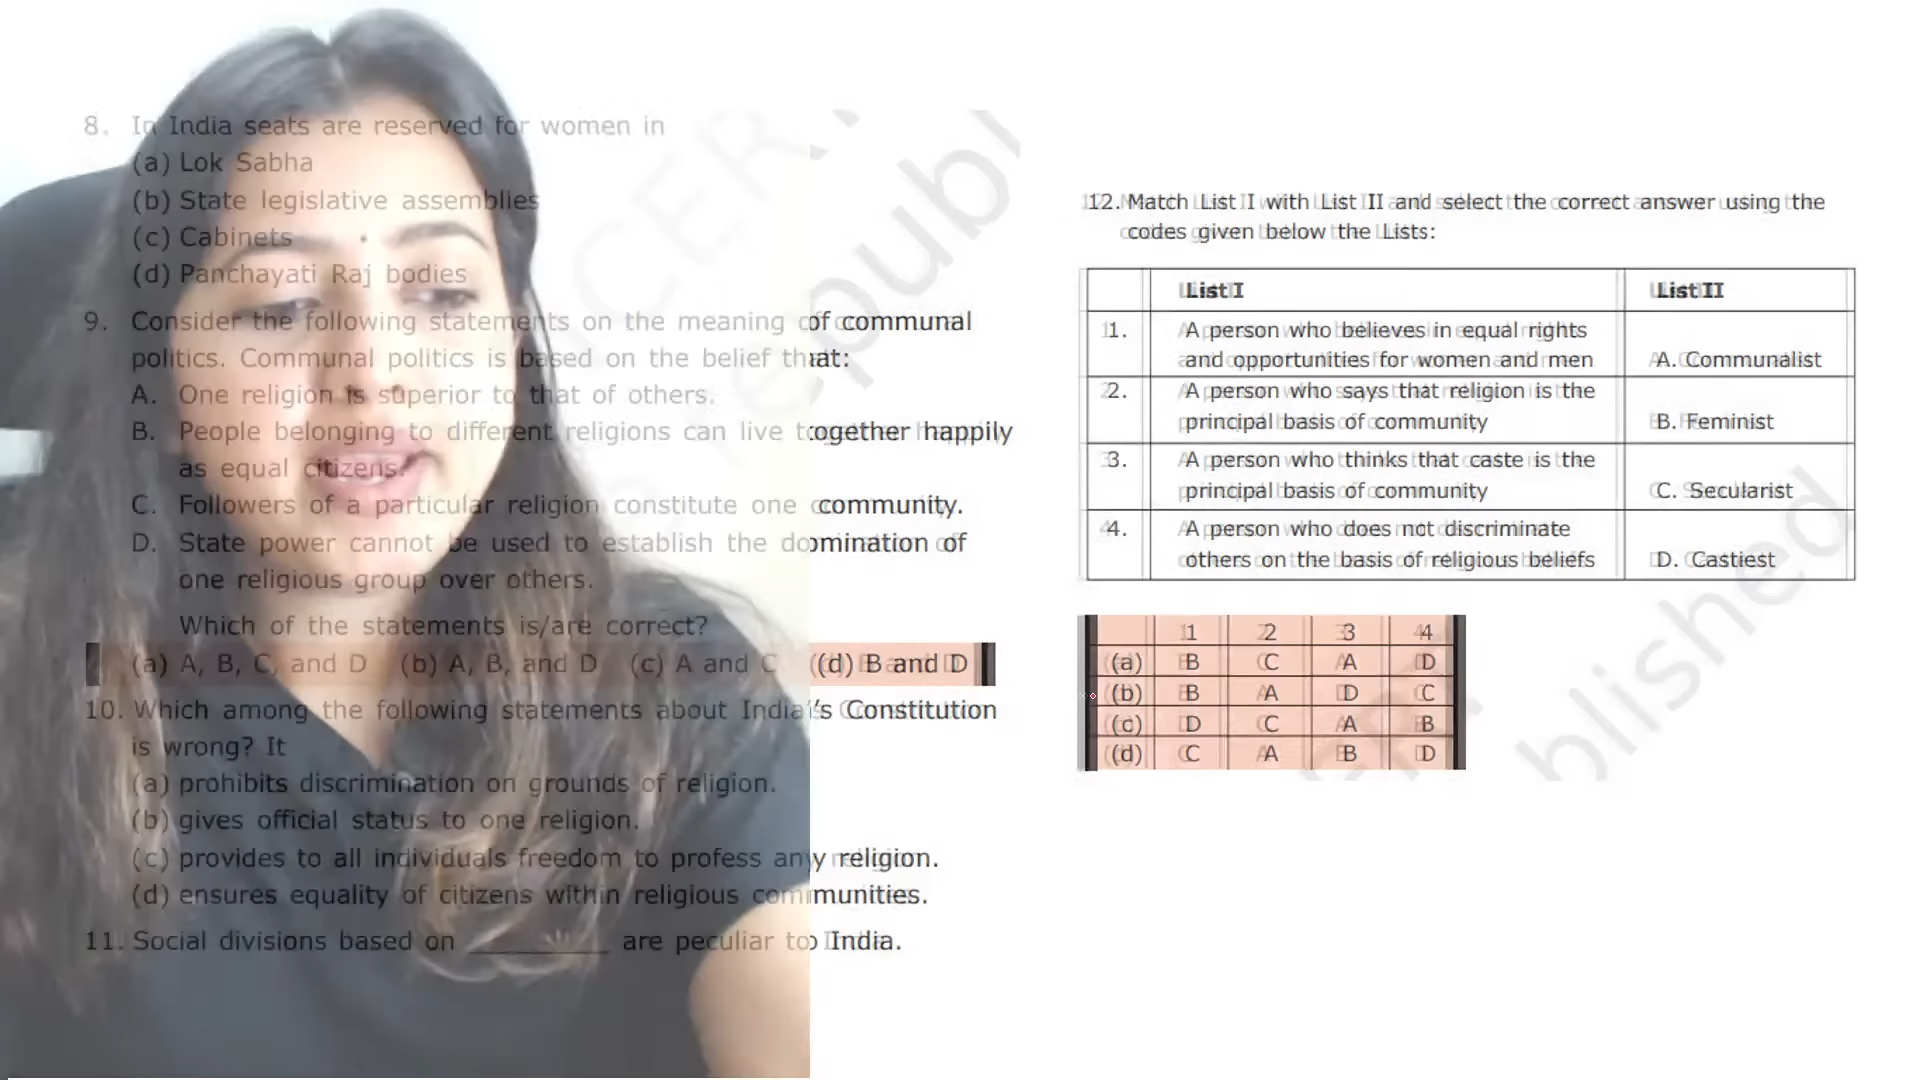 8. In India seats are reserved for women in
(a) Lok Sabha
(b) State legislative assemblies
(c) Cabinets
(d) Panchayati Raj bodies
9. Consider the following statements on the meaning of communal
politics. Communal politics is based on the belief that:
A. One religion is superior to that of others.
B. People belonging to different religions can live together happily
as equal citizens.
C. Followers of a particular religion constitute one community.
D. State power cannot be used to establish the domination of
one religious group over others.
Which of the statements is/are correct?
(a) A, B, C, and D (b) A, B, and D (c) A and C (d) B and D
10. Which among the following statements about India's Constitution
is wrong? It
(a) prohibits discrimination on grounds of religion.
(b) gives official status to one religion.
(c) provides to all individuals freedom to profess any religion.
(d) ensures equality of citizens within religious communities.
11. Social divisions based on __________ are peculiar to India.
12. Match List I with List II and select the correct answer using the
codes given below the Lists:
List I List II
1. A person who believes in equal rights
and opportunities for women and men A. Communalist
2. A person who says that religion is the
principal basis of community B. Feminist
3. A person who thinks that caste is the
principal basis of community C. Secularist
4. A person who does not discriminate
others on the basis of religious beliefs D. Castiest
1 2 3 4
(a) B C A D
(b) B A D C
(c) D C A B
(d) C A B D
blished